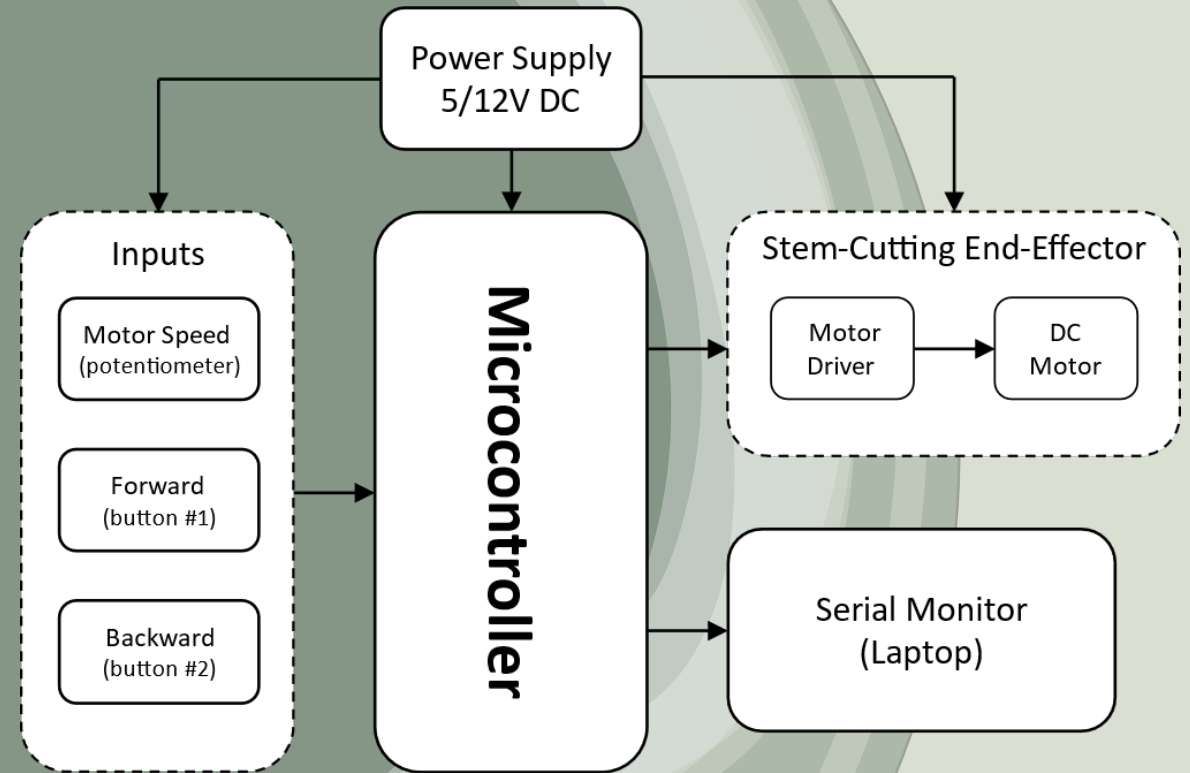 Power Supply
5/12V DC
Inputs
Motor Speed
(potentiometer)
Forward
(button #1)
Backward
(button #2)
Microcontroller
Stem-Cutting End-Effector
Motor
Driver
DC
Motor
Serial Monitor
(Laptop)